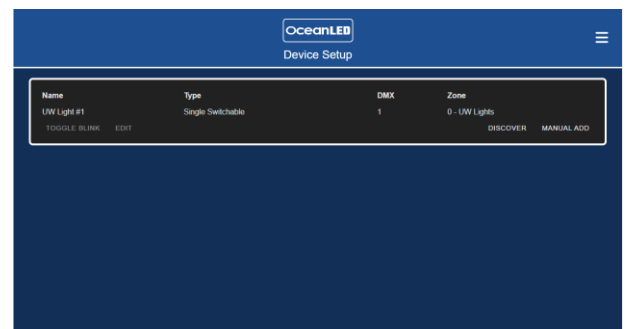 OceanLED
Device Setup
Name Type DMX Zone
UW Light #1 Single Switchable 1 0 - UW Lights
TOGGLE BLINK EDIT DISCOVER MANUAL ADD